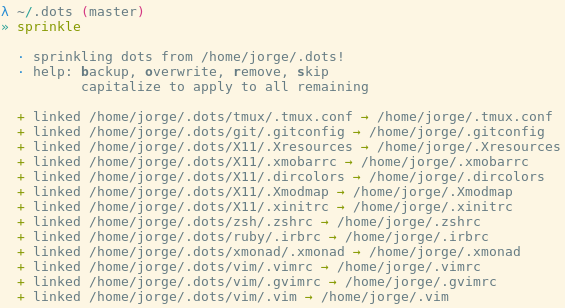 λ ~/.dots (master)
» sprinkle
· sprinkling dots from /home/jorge/.dots!
· help: backup, overwrite, remove, skip
capitalize to apply to all remaining
+ linked /home/jorge/.dots/tmux/.tmux.conf → /home/jorge/.tmux.conf
+ linked /home/jorge/.dots/git/.gitconfig → /home/jorge/.gitconfig
+ linked /home/jorge/.dots/X11/.Xresources → /home/jorge/.Xresources
+ linked /home/jorge/.dots/X11/.xmobarrc → /home/jorge/.xmobarrc
+ linked /home/jorge/.dots/X11/.dircolors → /home/jorge/.dircolors
+ linked /home/jorge/.dots/X11/.Xmodmap → /home/jorge/.Xmodmap
+ linked /home/jorge/.dots/X11/.xinitrc → /home/jorge/.xinitrc
+ linked /home/jorge/.dots/zsh/.zshrc → /home/jorge/.zshrc
+ linked /home/jorge/.dots/ruby/.irbrc → /home/jorge/.irbrc
+ linked /home/jorge/.dots/xmonad/.xmonad → /home/jorge/.xmonad
+ linked /home/jorge/.dots/vim/.vimrc → /home/jorge/.vimrc
+ linked /home/jorge/.dots/vim/.gvimrc → /home/jorge/.gvimrc
+ linked /home/jorge/.dots/vim/.vim → /home/jorge/.vim